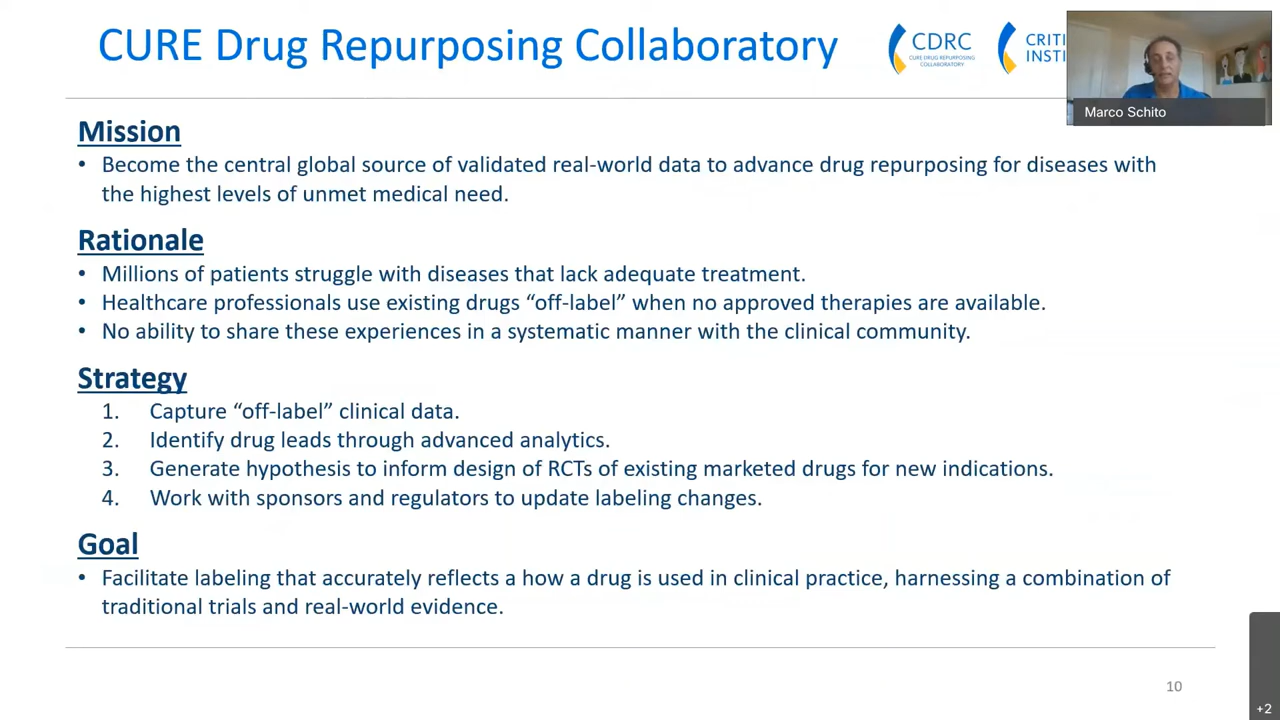 CURE Drug Repurposing Collaboratory
CDRC
CURE DRUG REPURPOSING
COLLABORATORY
CRITI
INSTI
Marco Schito
Mission
• Become the central global source of validated real-world data to advance drug repurposing for diseases with
the highest levels of unmet medical need.
Rationale
• Millions of patients struggle with diseases that lack adequate treatment.
• Healthcare professionals use existing drugs “off-label” when no approved therapies are available.
• No ability to share these experiences in a systematic manner with the clinical community.
Strategy
1. Capture “off-label” clinical data.
2. Identify drug leads through advanced analytics.
3. Generate hypothesis to inform design of RCTs of existing marketed drugs for new indications.
4. Work with sponsors and regulators to update labeling changes.
Goal
• Facilitate labeling that accurately reflects a how a drug is used in clinical practice, harnessing a combination of
traditional trials and real-world evidence.
10
+2